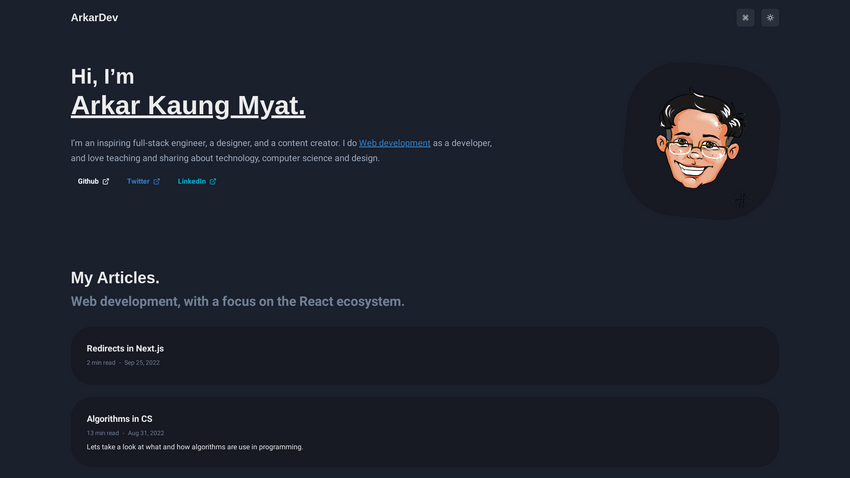 ArkarDev
Hi, I’m
Arkar Kaung Myat.
I’m an inspiring full-stack engineer, a designer, and a content creator. I do Web development as a developer,
and love teaching and sharing about technology, computer science and design.
Github Twitter LinkedIn
My Articles.
Web development, with a focus on the React ecosystem.
Redirects in Next.js
2 min read - Sep 25, 2022
Algorithms in CS
13 min read - Aug 31, 2022
Lets take a look at what and how algorithms are use in programming.